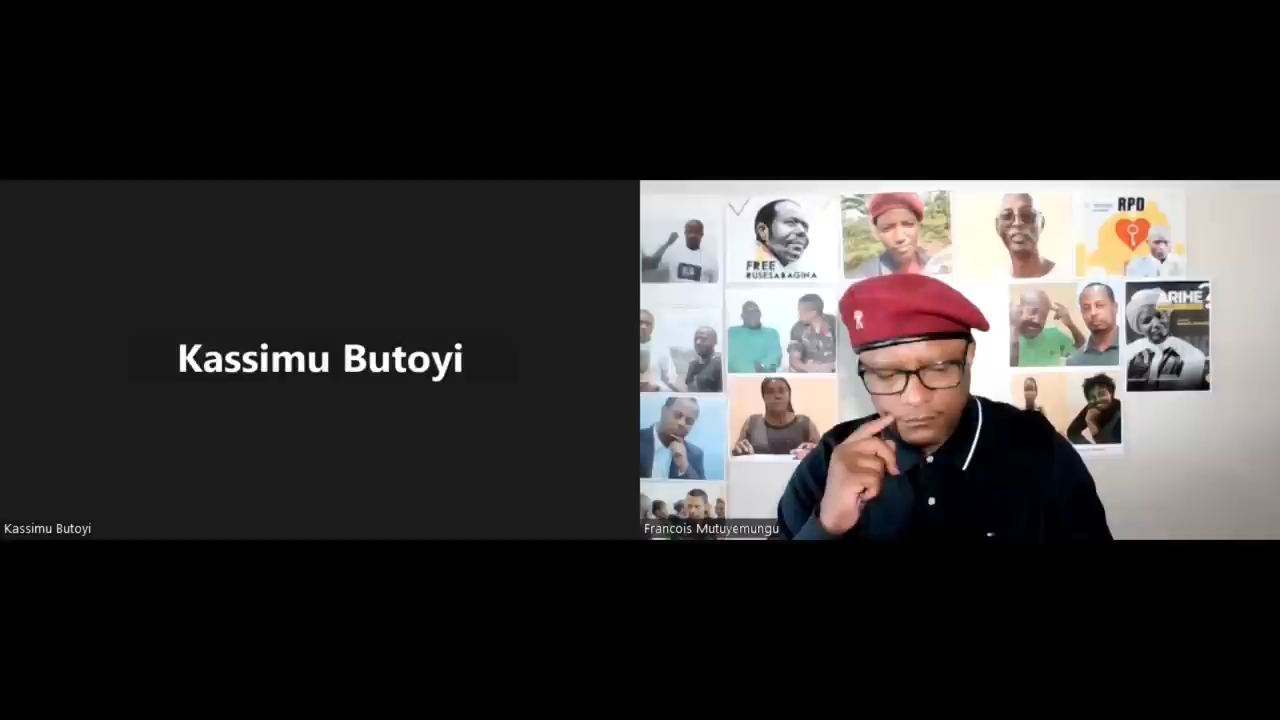 Kassimu Butoyi
Kassimu Butoyi
FREE
RUSESABAGINA
RPD
ARIHE
Francois Mutuyemungu